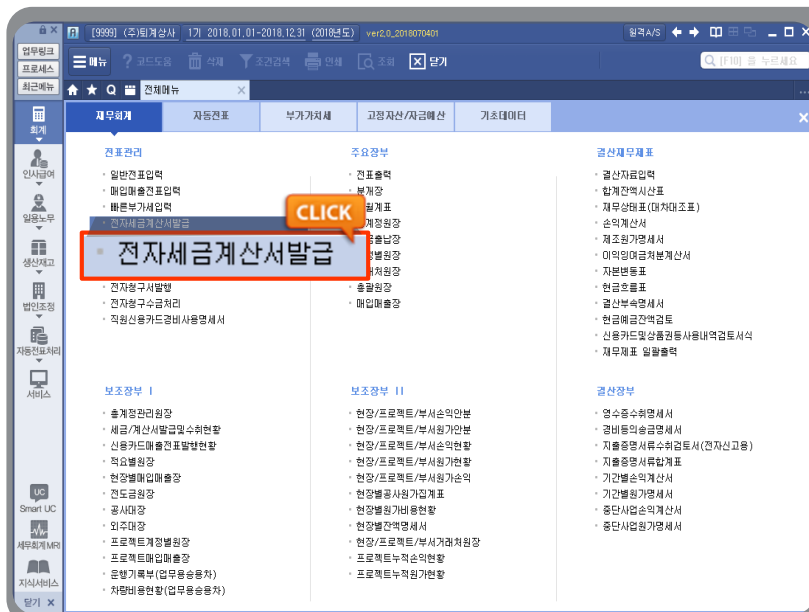 [9999] (주)퇴계상사 1기 2018.01.01~2018.12.31 (2018년도) ver2.0_2018070401 원격A/S
업무링크
프로세스
최근메뉴
메뉴 ? 코드도움 삭제 조건검색 인쇄 조회 닫기 [F10] 을 누르세요
전체메뉴
재무회계 자동전표 부가가치세 고정자산/자금예산 기초데이터
회계
인사급여
일용노무
생산재고
법인조정
자동전표처리
서비스
UC
Smart UC
세무회계MRI
지식서비스
닫기
전표관리
일반전표입력
매입매출전표입력
빠른부가세입력
전자세금계산서발급
CLICK
전자세금계산서발급
전자청구서발행
전자청구수금처리
직원신용카드경비사용명세서
주요장부
전표출력
분개장
총괄원장
매입매출장
결산재무제표
결산자료입력
합계잔액시산표
재무상태표(대차대조표)
손익계산서
제조원가명세서
이익잉여금처분계산서
자본변동표
현금흐름표
결산부속명세서
현금예금잔액검토
신용카드및상품권등사용내역검토서식
재무제표 일괄출력
보조장부 I
총계정관리원장
세금/계산서발급및수취현황
신용카드매출전표발행현황
적요별원장
현장별매입매출장
전도금원장
공사대장
외주대장
프로젝트계정별원장
프로젝트매입매출장
운행기록부(업무용승용차)
차량비용현황(업무용승용차)
보조장부 II
현장/프로젝트/부서손익안분
현장/프로젝트/부서원가안분
현장/프로젝트/부서손익현황
현장/프로젝트/부서원가현황
현장/프로젝트/부서원가손익
현장별공사원가집계표
현장별원가비용현황
현장별잔액명세서
현장/프로젝트/부서거래처원장
프로젝트누적손익현황
프로젝트누적원가현황
결산장부
영수증수취명세서
경비등의송금명세서
지출증명서류수취검토서(전자신고용)
지출증명서류합계표
기간별손익계산서
기간별원가명세서
중단사업손익계산서
중단사업원가명세서